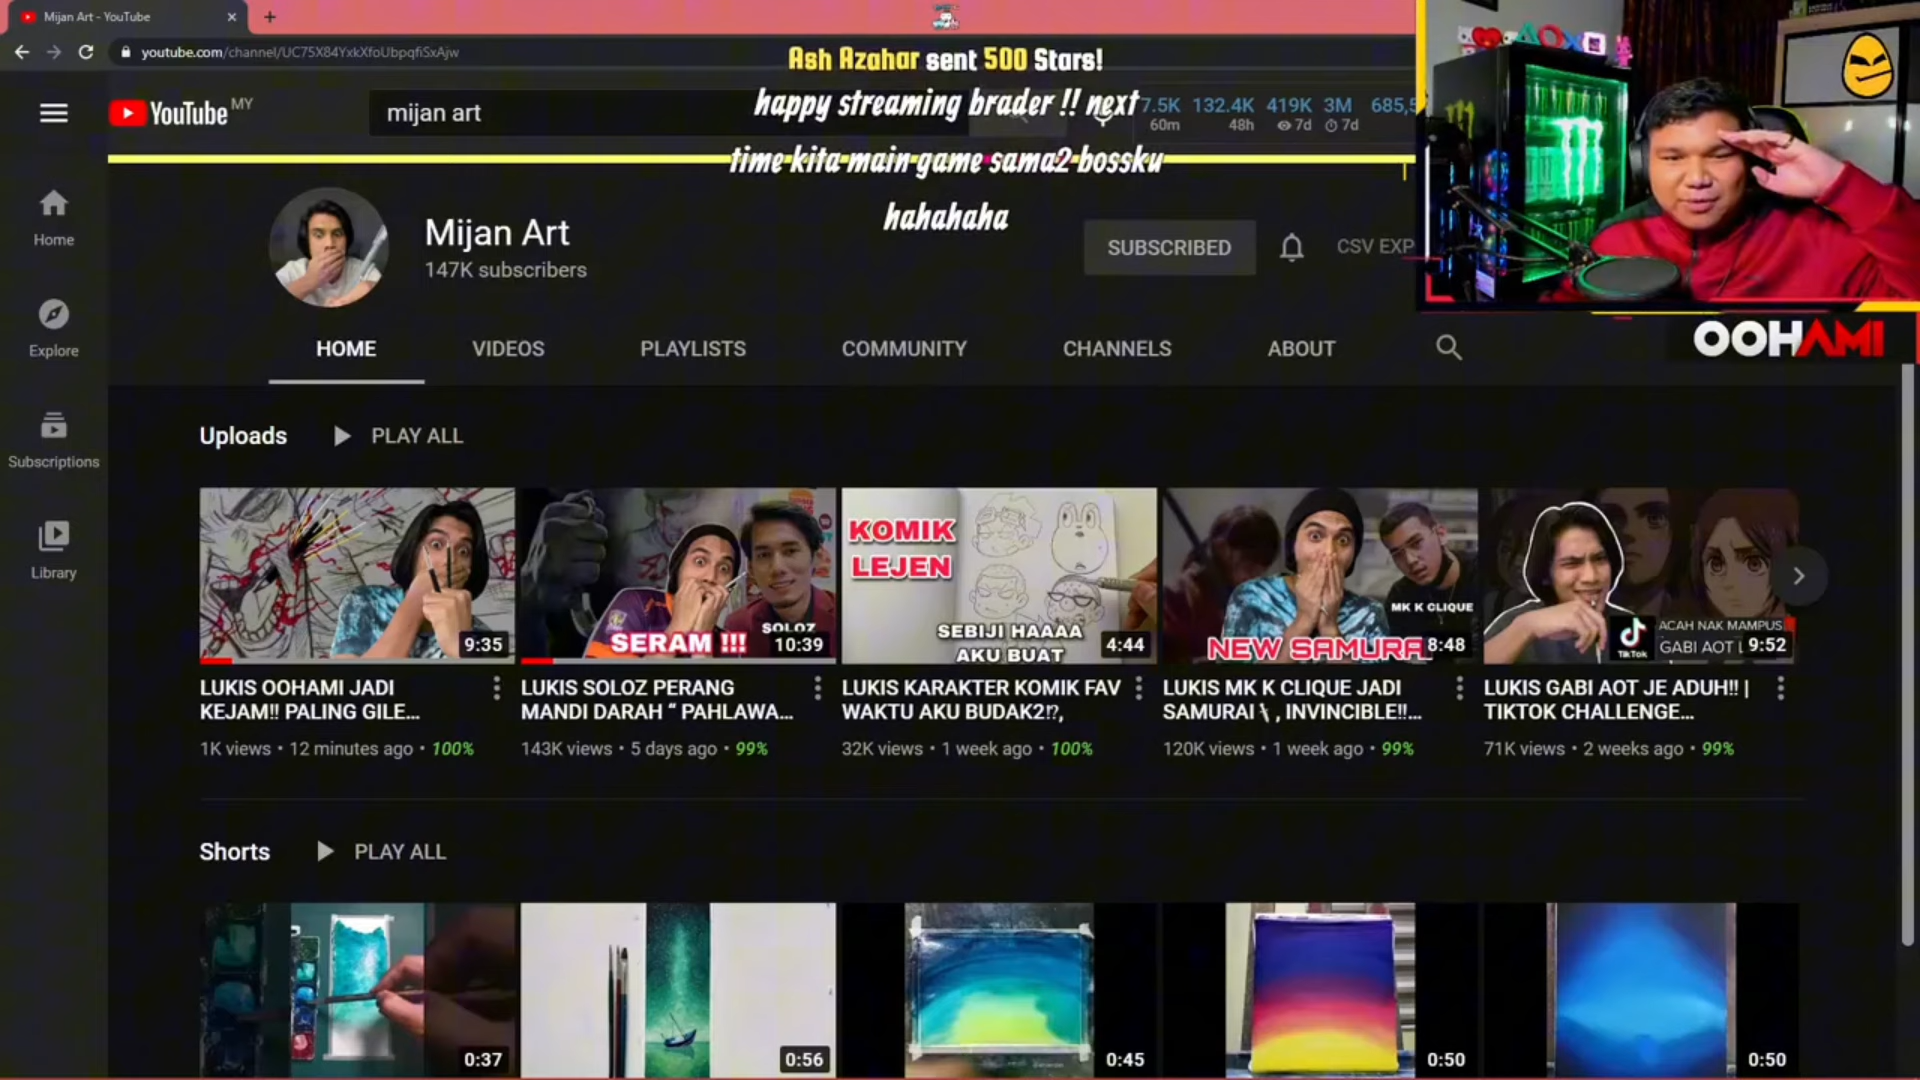 Mijan Art - YouTube
youtube.com/channel/UC75X84YxkXfoUbpqfiSxAjw
Ash Azahar sent 500 Stars!
happy streaming brader !! next
time kita main game sama2 bossku
hahahaha
YouTube MY
mijan art
7.5K 132.4K 419K 3M 685,5
60m 48h 7d 7d
Mijan Art
147K subscribers
SUBSCRIBED
CSV EXP
OOHAMI
Home
Explore
Subscriptions
Library
HOME VIDEOS PLAYLISTS COMMUNITY CHANNELS ABOUT
Uploads PLAY ALL
9:35
SERAM !!!
SOLOZ
10:39
KOMIK
LEJEN
SEBIJI HAAAA
AKU BUAT
4:44
MK K CLIQUE
NEW SAMURA
8:48
TikTok
ACAH NAK MAMPUS
GABI AOT
9:52
LUKIS OOHAMI JADI
KEJAM!! PALING GILE...
1K views • 12 minutes ago • 100%
LUKIS SOLOZ PERANG
MANDI DARAH " PAHLAWA...
143K views • 5 days ago • 99%
LUKIS KARAKTER KOMIK FAV
WAKTU AKU BUDAK2!?,
32K views • 1 week ago • 100%
LUKIS MK K CLIQUE JADI
SAMURAI , INVINCIBLE!!...
120K views • 1 week ago • 99%
LUKIS GABI AOT JE ADUH!! |
TIKTOK CHALLENGE...
71K views • 2 weeks ago • 99%
Shorts PLAY ALL
0:37
0:56
0:45
0:50
0:50